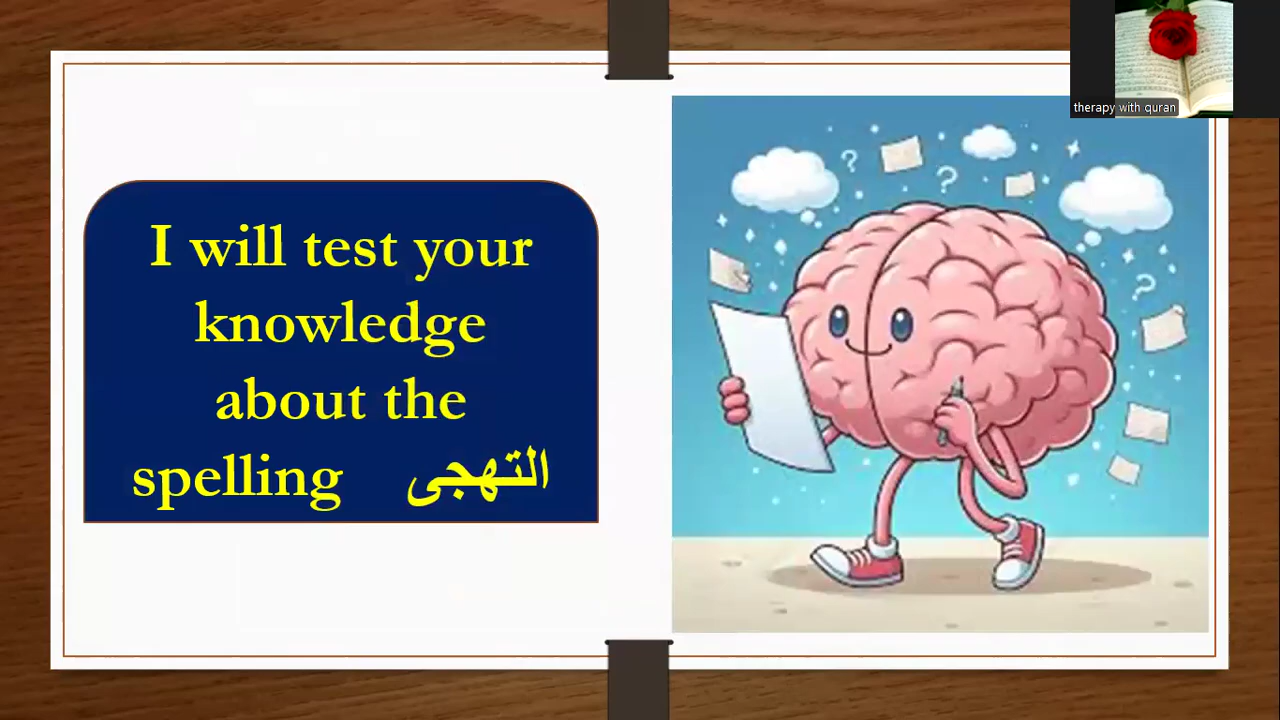 I will test your
knowledge
about the
spelling التهجى
therapy with quran